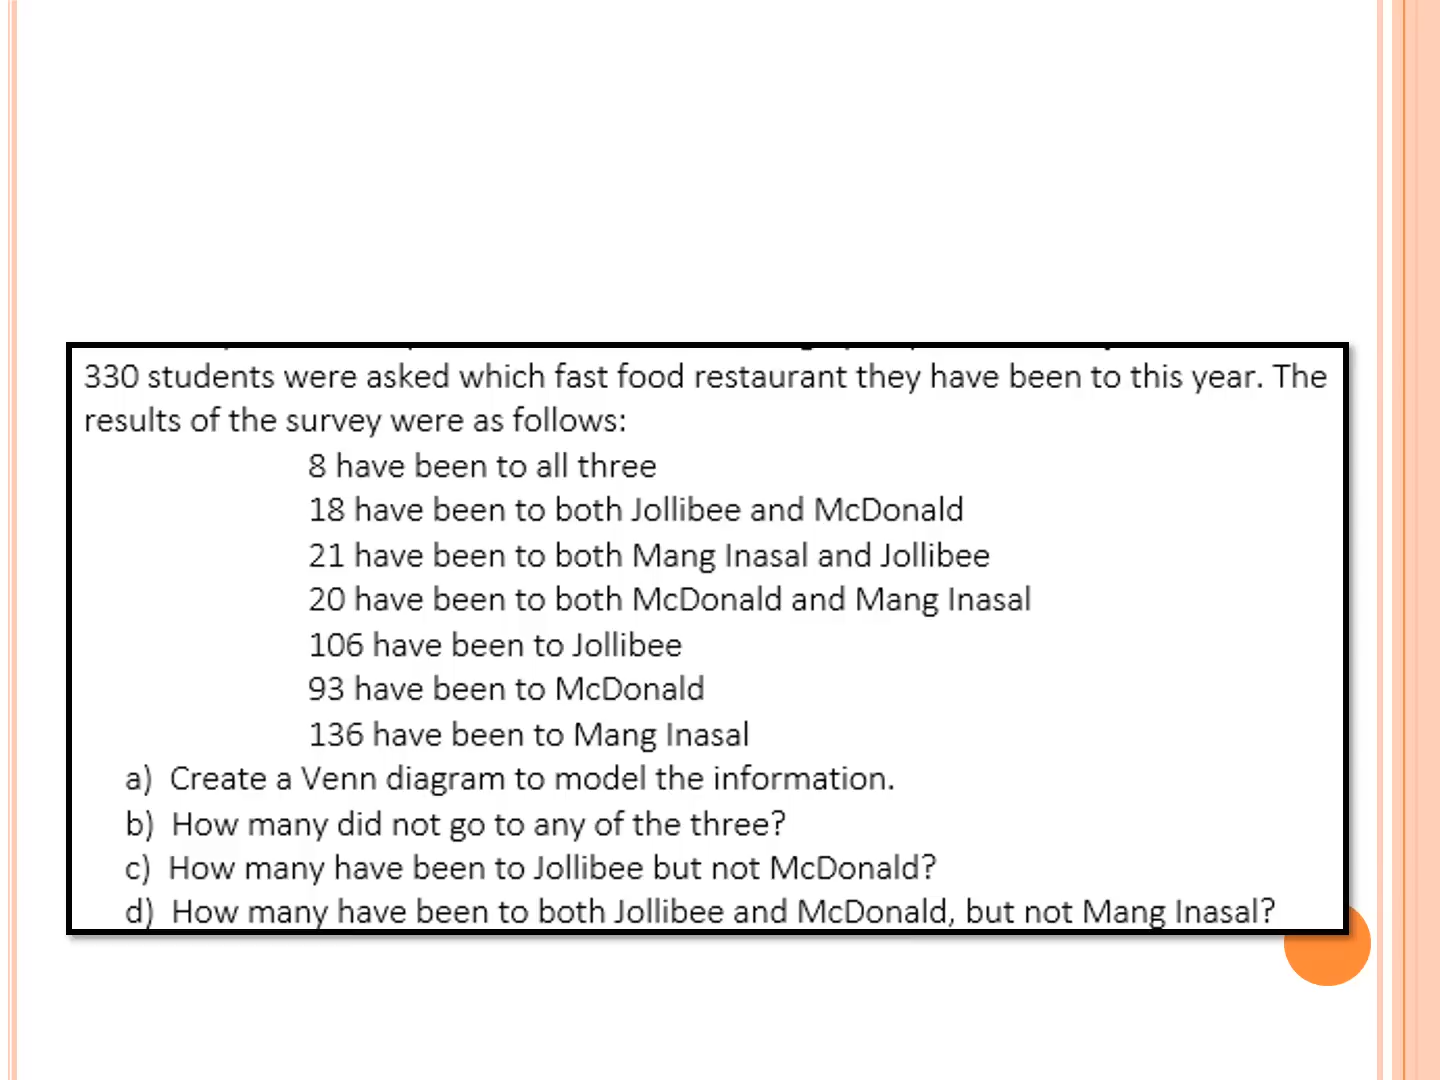 330 students were asked which fast food restaurant they have been to this year. The
results of the survey were as follows:
8 have been to all three
18 have been to both Jollibee and McDonald
21 have been to both Mang Inasal and Jollibee
20 have been to both McDonald and Mang Inasal
106 have been to Jollibee
93 have been to McDonald
136 have been to Mang Inasal
a) Create a Venn diagram to model the information.
b) How many did not go to any of the three?
c) How many have been to Jollibee but not McDonald?
d) How many have been to both Jollibee and McDonald, but not Mang Inasal?